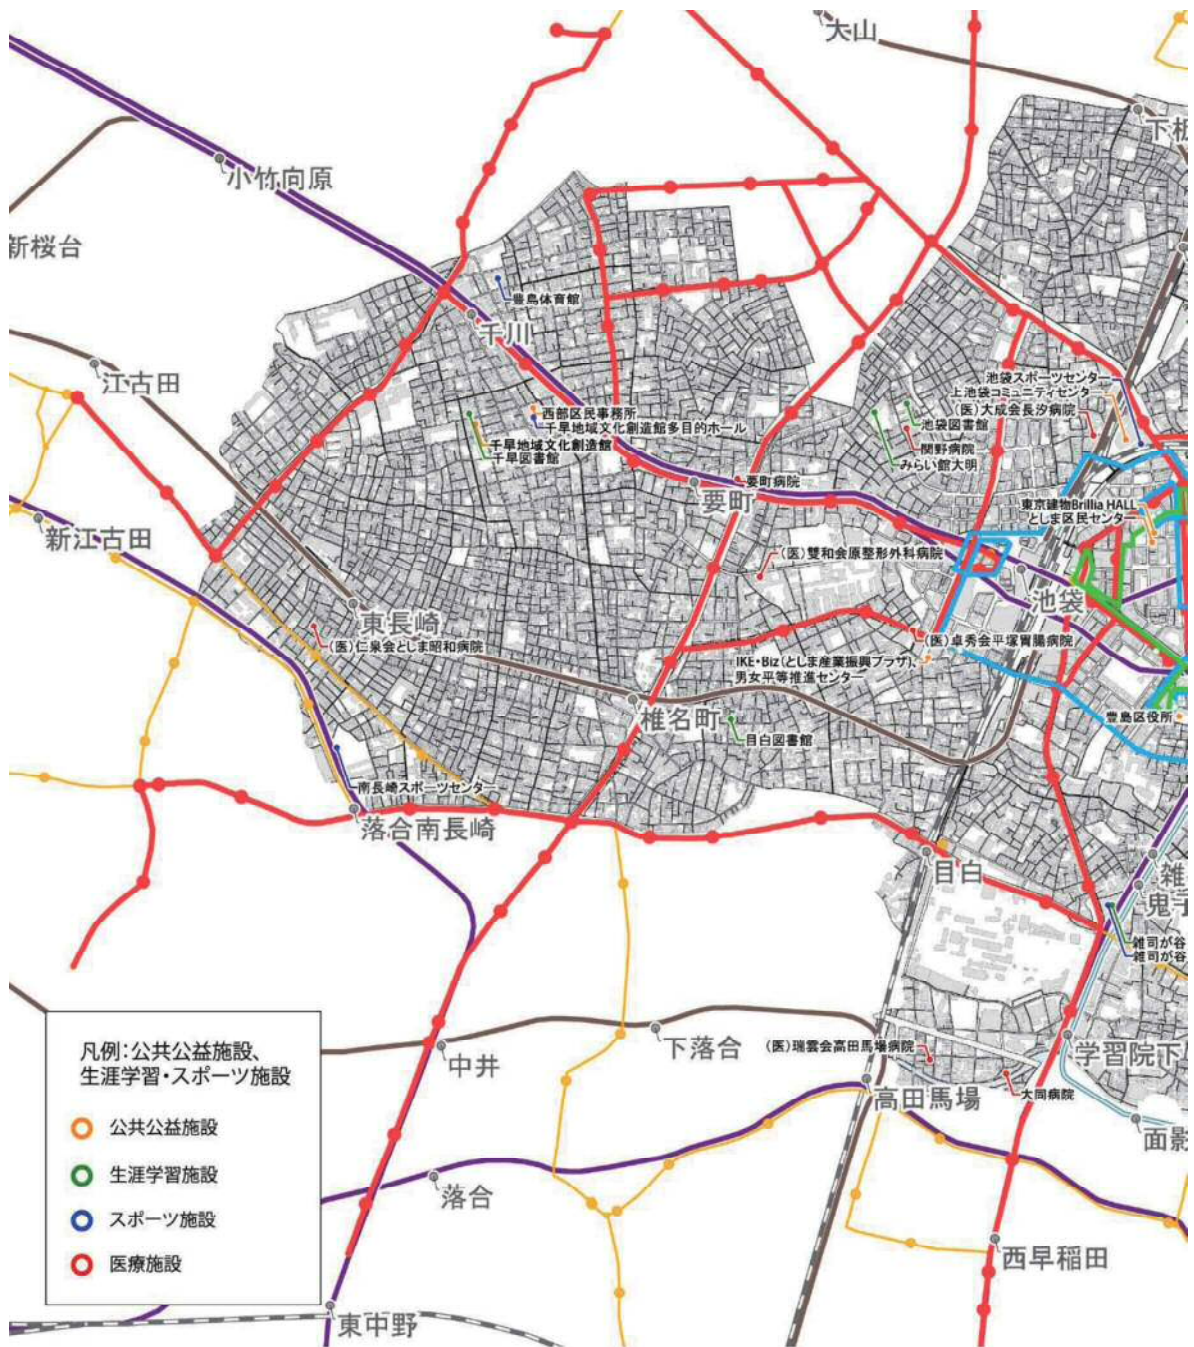 大山
下板
小竹向原
新桜台
豊島体育館
千川
江古田
池袋スポーツセンター
上池袋コミュニティセンタ
(医)大成会長汐病院
西部区民事務所
千早地域文化創造館多目的ホール
池袋図書館
千早地域文化創造館
千早図書館
関野病院
みらい館大明
要町病院
要町
東京建物Brillia HALL
としま区民センター
新江古田
(医)雙和会原整形外科病院
池袋
東長崎
(医)仁泉会としま昭和病院
(医)卓秀会平塚胃腸病院
IKE・Biz(としま産業振興プラザ)、
男女平等推進センター
椎名町
豊島区役所
目白図書館
南長崎スポーツセンター
落合南長崎
目白
雑
鬼子
雑司が谷
雑司が谷
凡例：公共公益施設、
生涯学習・スポーツ施設
公共公益施設
生涯学習施設
スポーツ施設
医療施設
中井
下落合
(医)瑞雲会高田馬場病院
学習院下
高田馬場
大同病院
面影
落合
西早稲田
東中野